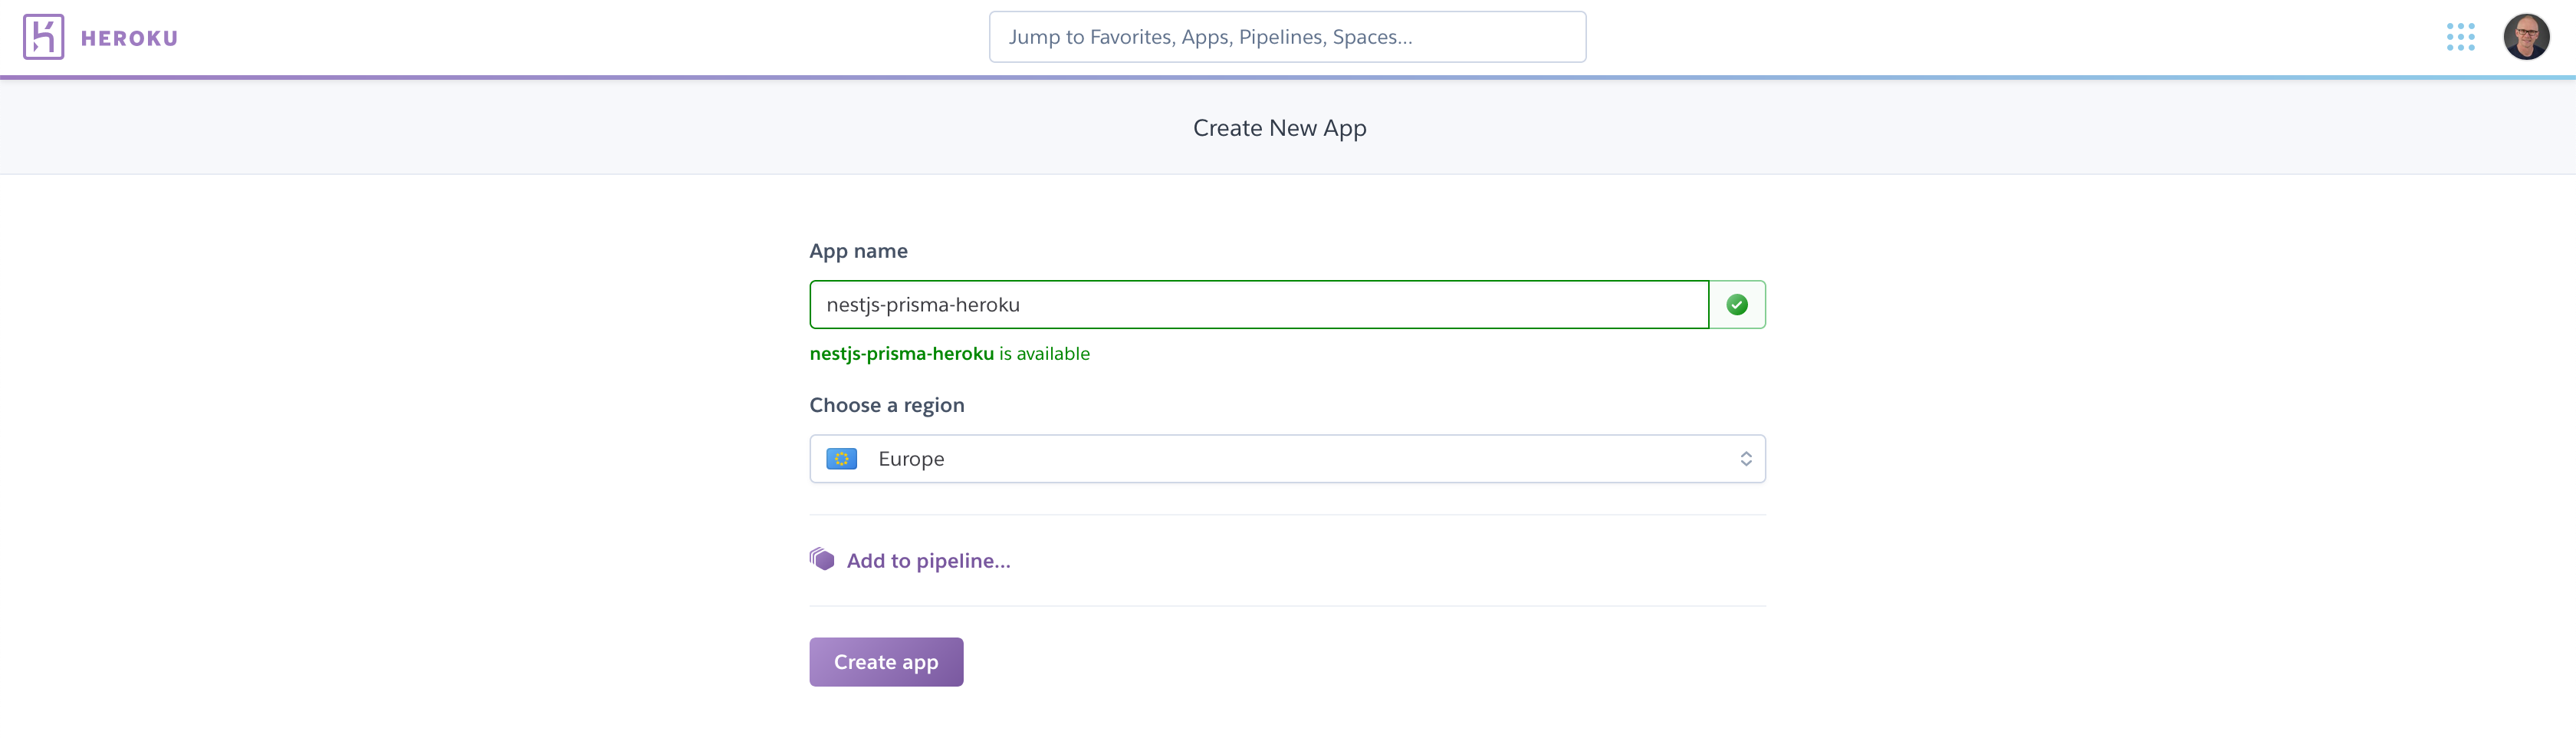 HEROKU
Jump to Favorites, Apps, Pipelines, Spaces...
Create New App
App name
nestjs-prisma-heroku
nestjs-prisma-heroku is available
Choose a region
Europe
Add to pipeline...
Create app